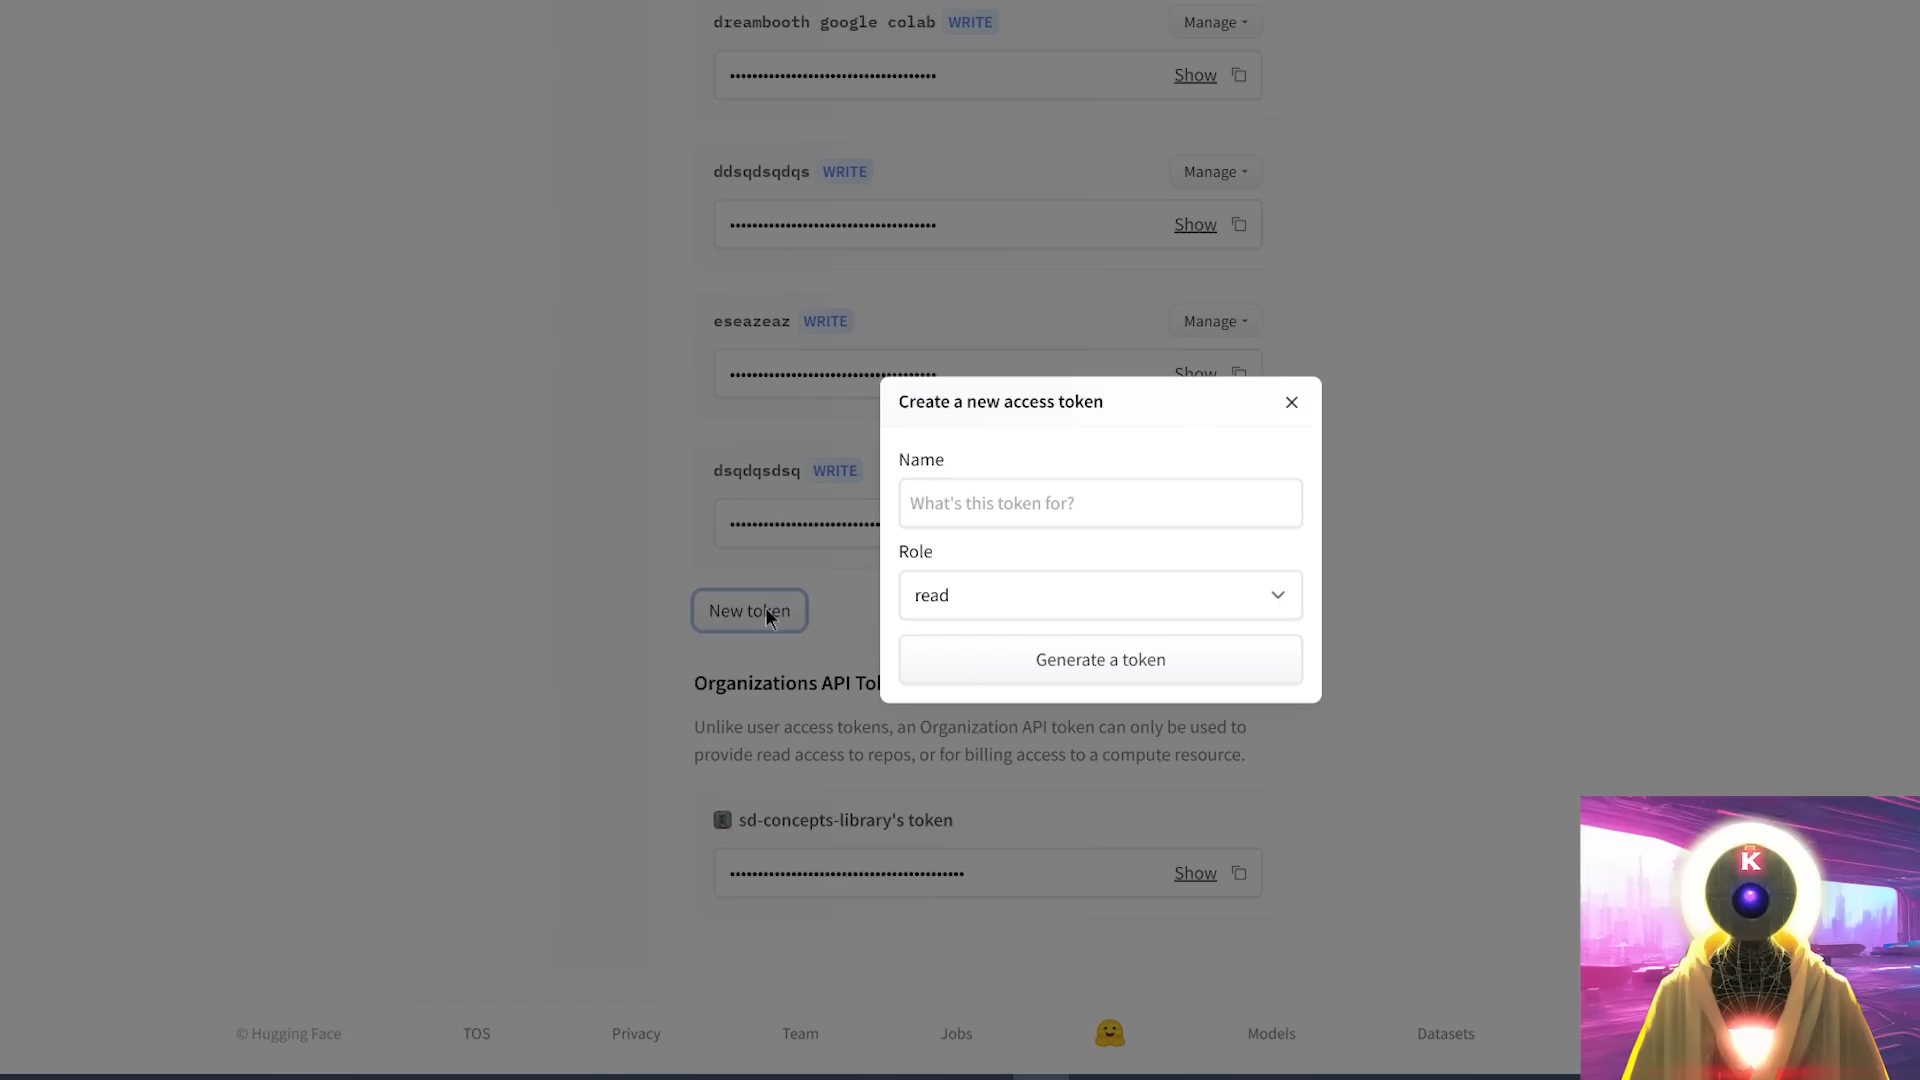 dreambooth google colab WRITE Manage
•••••••••••••••••••••••••••••••••••••
Show
ddsqdsqdqs WRITE Manage
•••••••••••••••••••••••••••••••••••••
Show
eseazeaz WRITE Manage
•••••••••••••••••••••••••••••••••••••
Show
Create a new access token
Name
What's this token for?
Role
read
Generate a token
dsqdqsdsq WRITE
New token
Organizations API
Unlike user access tokens, an Organization API token can only be used to
provide read access to repos, or for billing access to a compute resource.
sd-concepts-library's token
••••••••••••••••••••••••••••••••••••••••••
Show
© Hugging Face TOS Privacy Team Jobs Models Datasets
K